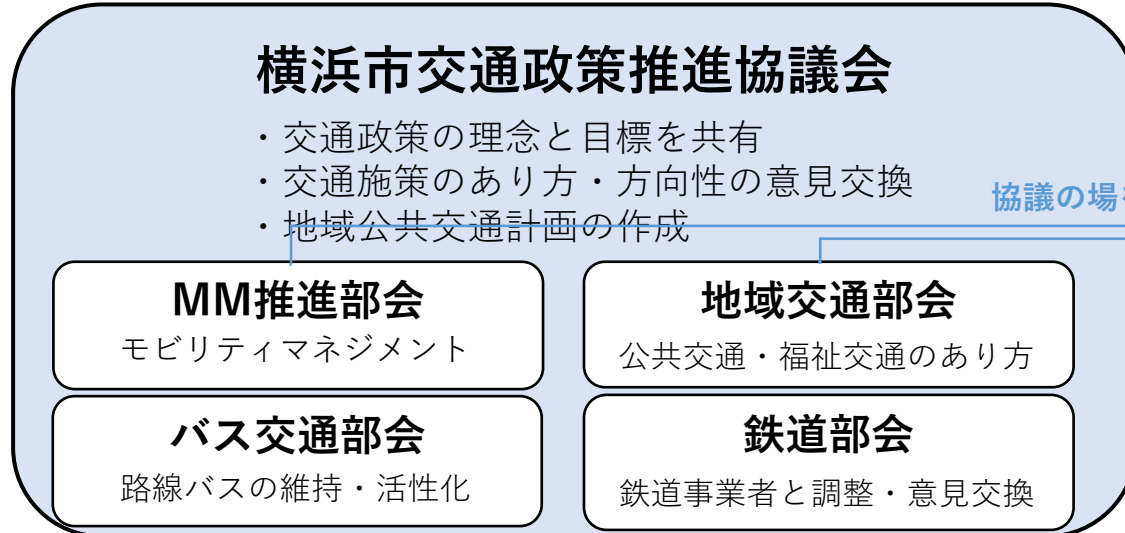 横浜市交通政策推進協議会
・交通政策の理念と目標を共有
・交通施策のあり方・方向性の意見交換
・地域公共交通計画の作成
協議の場
MM推進部会
モビリティマネジメント
地域交通部会
公共交通・福祉交通のあり方
バス交通部会
路線バスの維持・活性化
鉄道部会
鉄道事業者と調整・意見交換